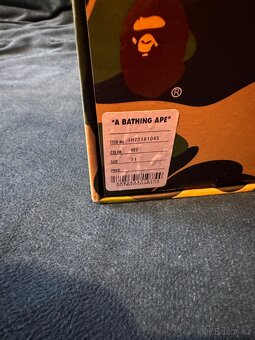 ®
"A BATHING APE"
ITEM No
COLOR RED
SIZE 11
PRICE